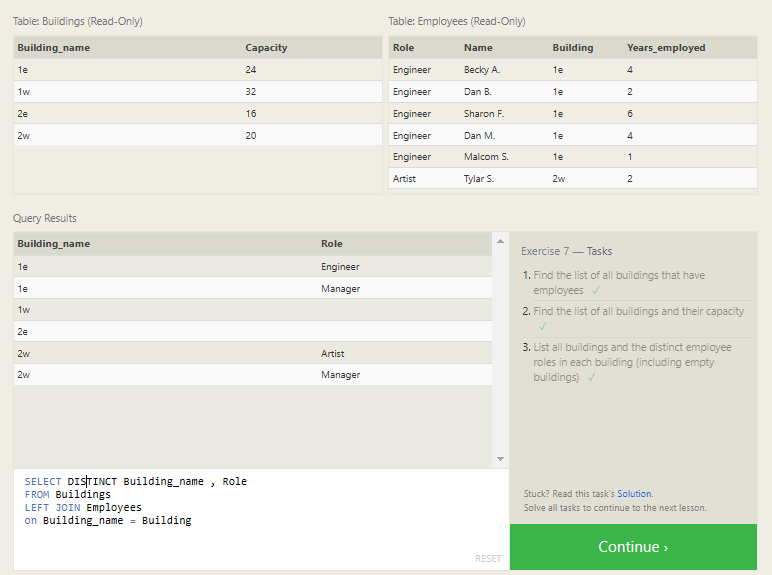 Table: Buildings (Read-Only)
Building_name Capacity
1e 24
1w 32
2e 16
2w 20
Table: Employees (Read-Only)
Role Name Building Years_employed
Engineer Becky A. 1e 4
Engineer Dan B. 1e 2
Engineer Sharon F. 1e 6
Engineer Dan M. 1e 4
Engineer Malcom S. 1e 1
Artist Tylar S. 2w 2
Query Results
Building_name Role
1e Engineer
1e Manager
1w
2e
2w Artist
2w Manager
SELECT DISTINCT Building_name , Role
FROM Buildings
LEFT JOIN Employees
on Building_name = Building
RESET
Exercise 7 — Tasks
1. Find the list of all buildings that have
employees ✓
2. Find the list of all buildings and their capacity
✓
3. List all buildings and the distinct employee
roles in each building (including empty
buildings) ✓
Stuck? Read this task's Solution.
Solve all tasks to continue to the next lesson.
Continue ›